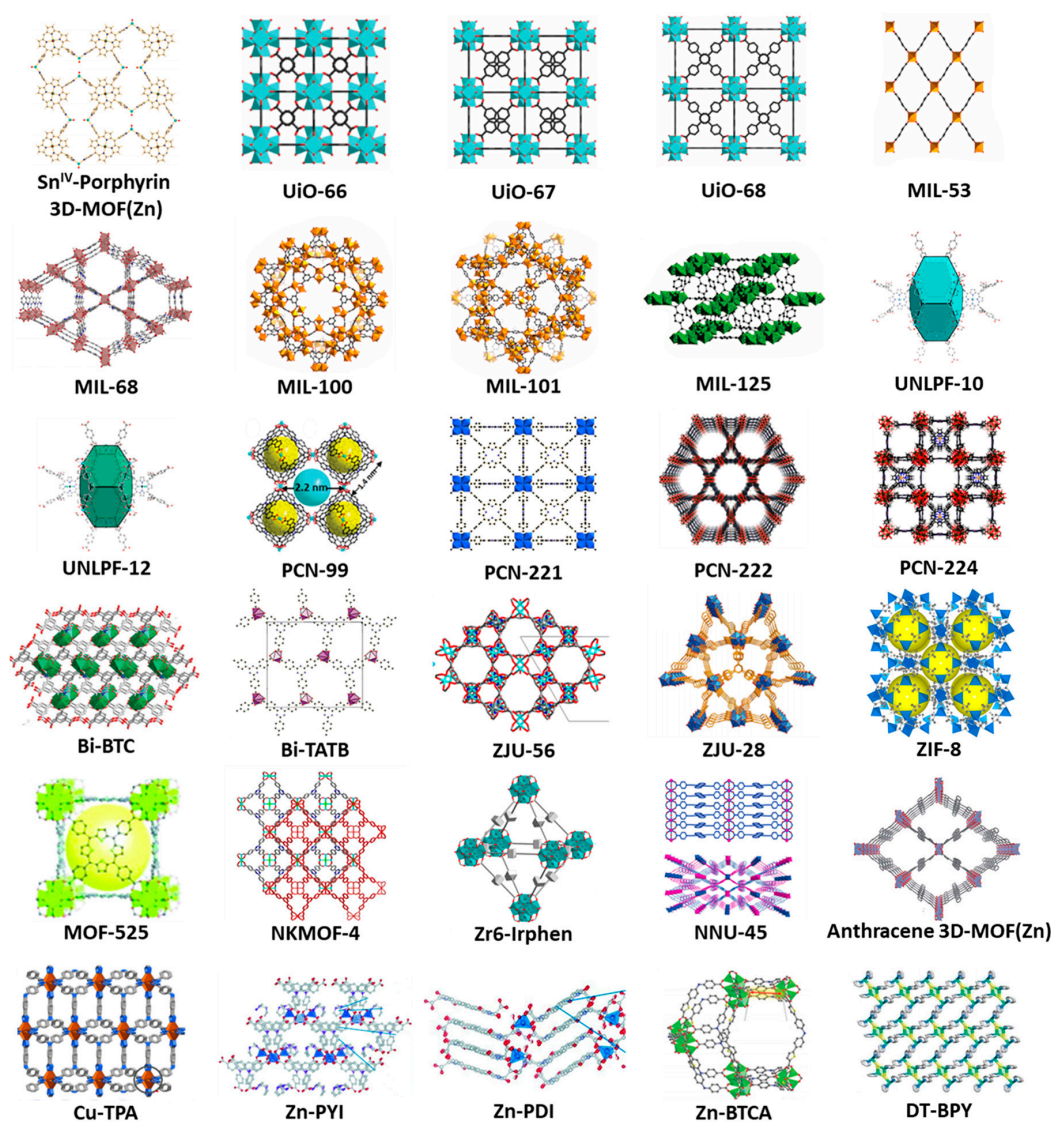 Snᴵⱽ-Porphyrin
3D-MOF(Zn)
UiO-66
UiO-67
UiO-68
MIL-53
MIL-68
MIL-100
MIL-101
MIL-125
UNLPF-10
UNLPF-12
2.2 nm
PCN-99
PCN-221
PCN-222
PCN-224
Bi-BTC
Bi-TATB
ZJU-56
ZJU-28
ZIF-8
MOF-525
NKMOF-4
Zr6-Irphen
NNU-45
Anthracene 3D-MOF(Zn)
Cu-TPA
Zn-PYI
Zn-PDI
Zn-BTCA
DT-BPY